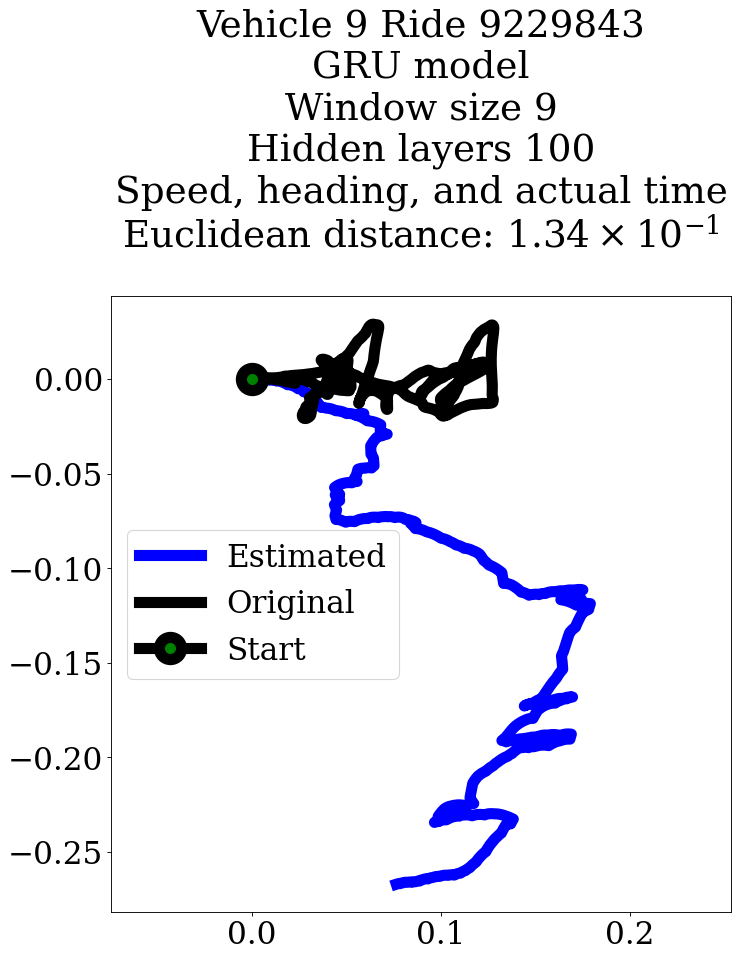 Vehicle 9 Ride 9229843
GRU model
Window size 9
Hidden layers 100
Speed, heading, and actual time
Euclidean distance: 1.34 × 10⁻¹
0.00
−0.05
−0.10
−0.15
−0.20
−0.25
Estimated
Original
Start
0.0 0.1 0.2